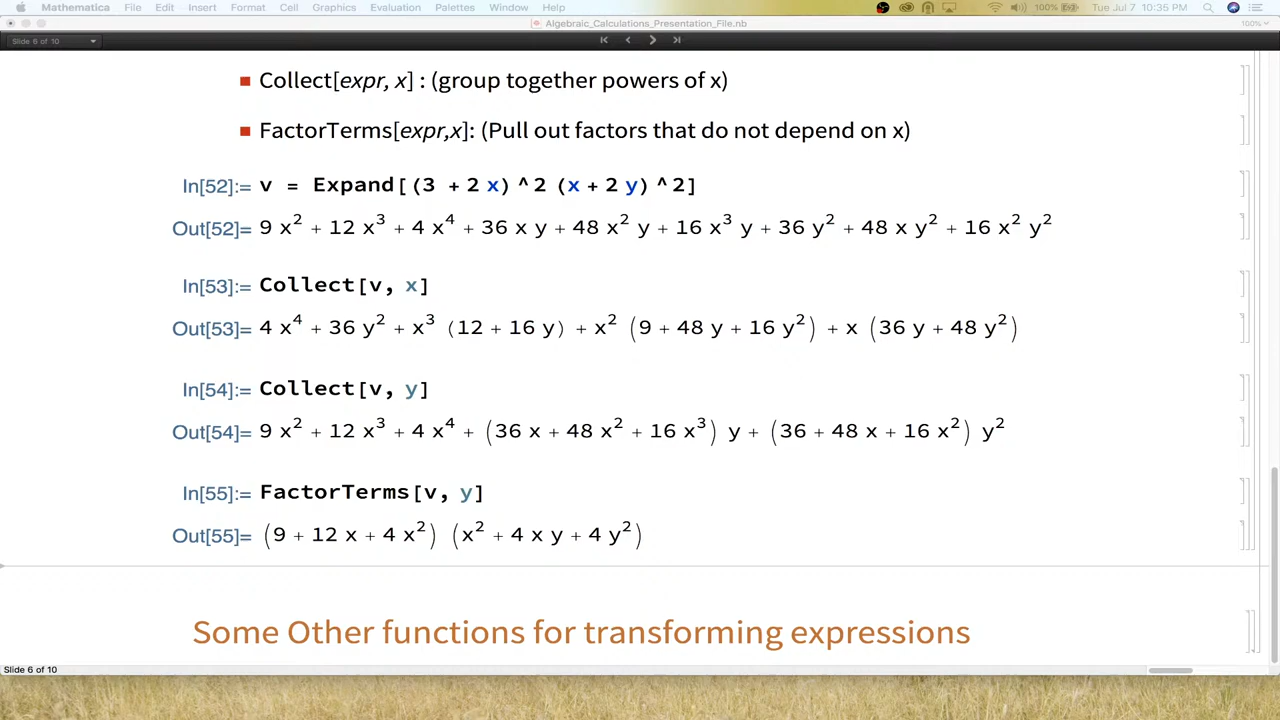 Mathematica File Edit Insert Format Cell Graphics Evaluation Palettes Window Help 100% Tue Jul 7 10:35 PM
Algebraic_Calculations_Presentation_File.nb 100%
Slide 6 of 10
■ Collect[expr, x] : (group together powers of x)
■ FactorTerms[expr,x]: (Pull out factors that do not depend on x)
In[52]:= v = Expand[(3 + 2 x)^2 (x + 2 y)^2]
Out[52]= 9 x² + 12 x³ + 4 x⁴ + 36 x y + 48 x² y + 16 x³ y + 36 y² + 48 x y² + 16 x² y²
In[53]:= Collect[v, x]
Out[53]= 4 x⁴ + 36 y² + x³ (12 + 16 y) + x² (9 + 48 y + 16 y²) + x (36 y + 48 y²)
In[54]:= Collect[v, y]
Out[54]= 9 x² + 12 x³ + 4 x⁴ + (36 x + 48 x² + 16 x³) y + (36 + 48 x + 16 x²) y²
In[55]:= FactorTerms[v, y]
Out[55]= (9 + 12 x + 4 x²) (x² + 4 x y + 4 y²)
Some Other functions for transforming expressions
Slide 6 of 10